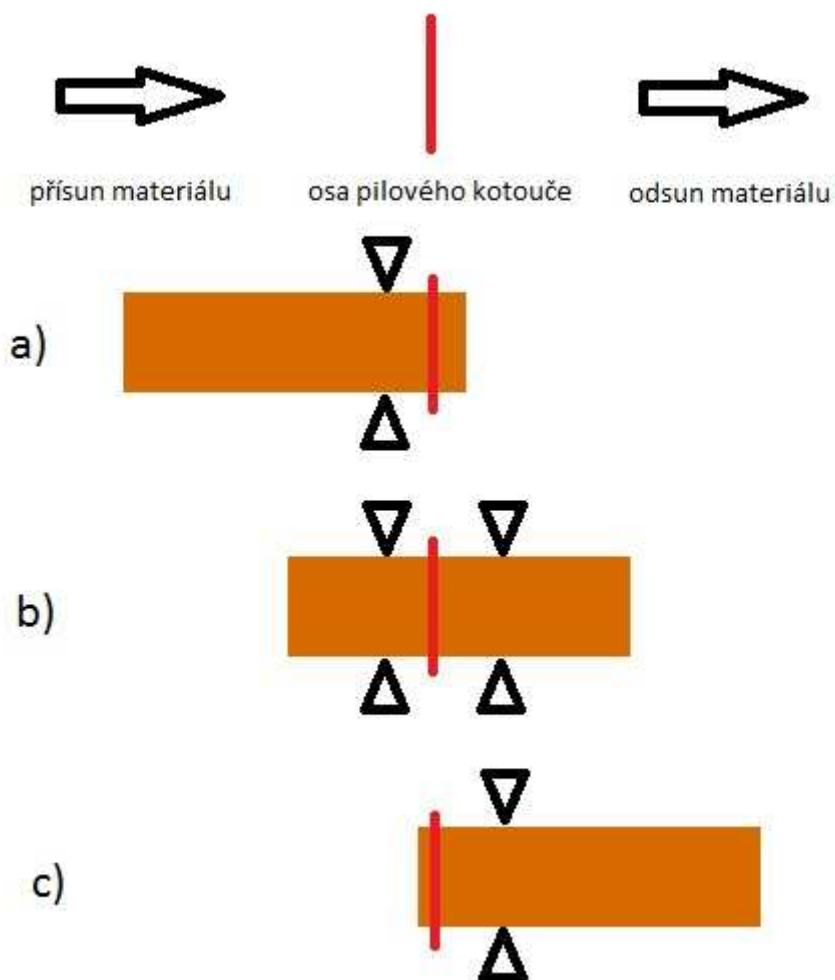 přísun materiálu osa pilového kotouče odsun materiálu
a)
b)
c)